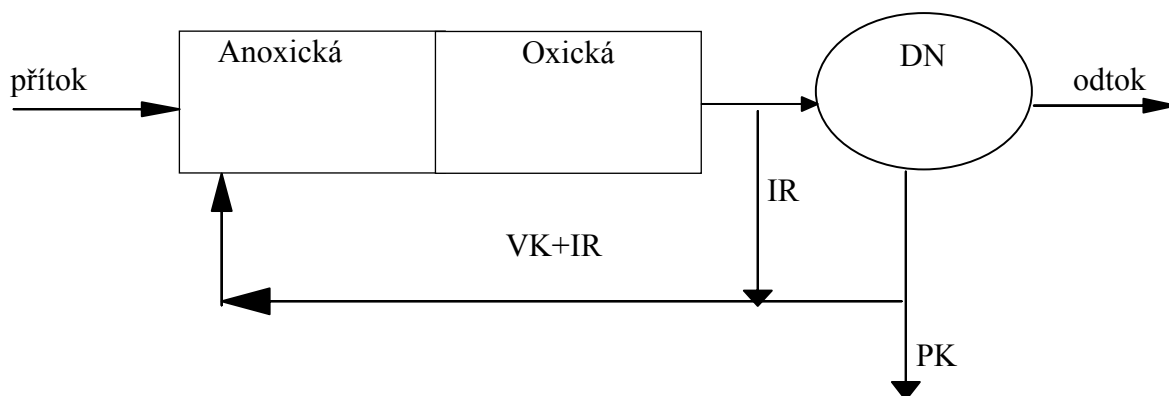 Anoxická
Oxická
DN
přítok
odtok
IR
VK+IR
PK